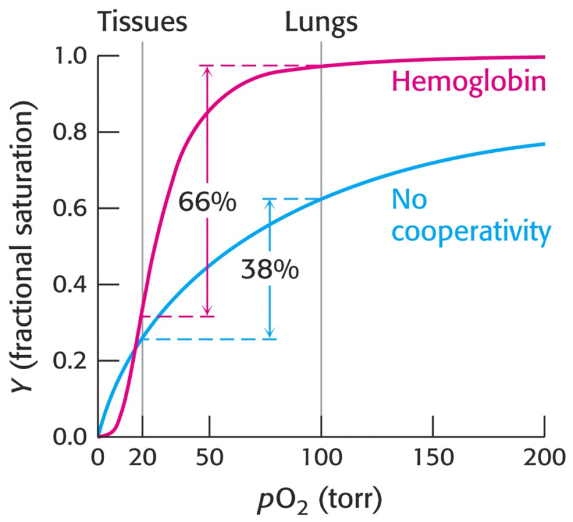 Tissues
Lungs
Y (fractional saturation)
1.0
0.8
0.6
0.4
0.2
0.0
Hemoglobin
66%
No
cooperativity
38%
0
20
50
100
150
200
pO₂ (torr)